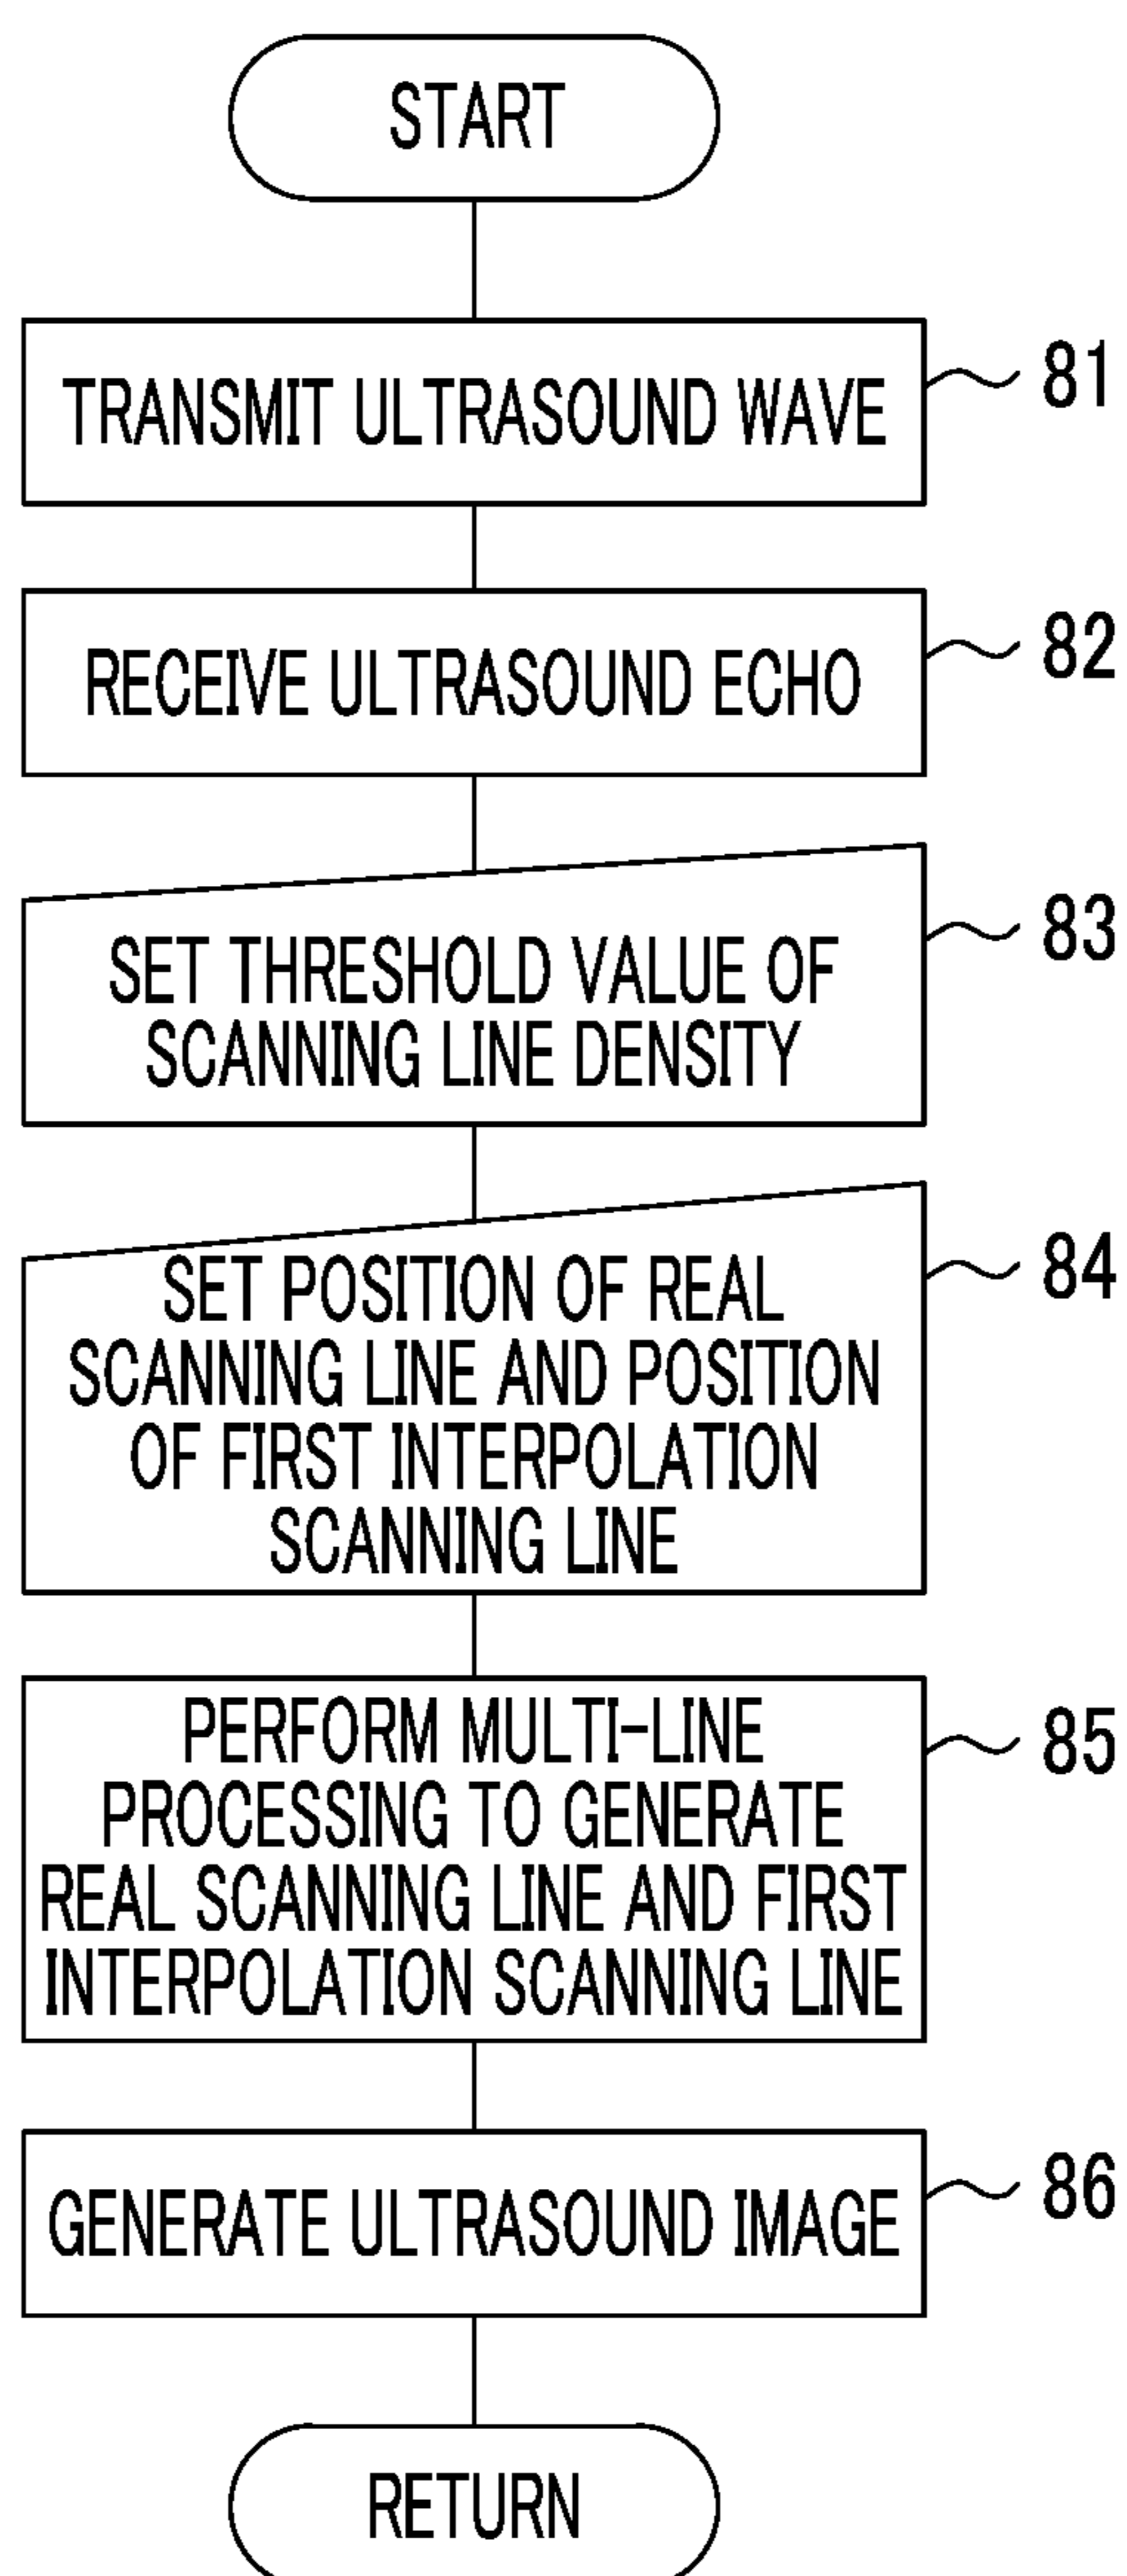 START
TRANSMIT ULTRASOUND WAVE
81
RECEIVE ULTRASOUND ECHO
82
SET THRESHOLD VALUE OF
SCANNING LINE DENSITY
83
SET POSITION OF REAL
SCANNING LINE AND POSITION
OF FIRST INTERPOLATION
SCANNING LINE
84
PERFORM MULTI-LINE
PROCESSING TO GENERATE
REAL SCANNING LINE AND FIRST
INTERPOLATION SCANNING LINE
85
GENERATE ULTRASOUND IMAGE
86
RETURN